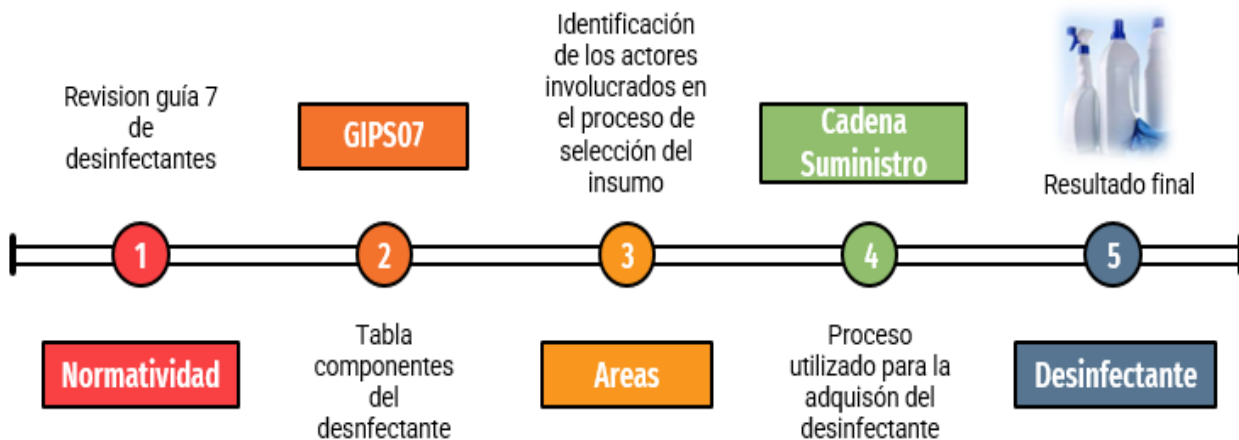 Revision guía 7
de
desinfectantes
1
Normatividad
GIPS07
2
Tabla
componentes
del
desnfectante
Identificación
de los actores
involucrados en
el proceso de
selección del
insumo
3
Areas
Cadena
Suministro
4
Proceso
utilizado para la
adquisón del
desinfectante
Resultado final
5
Desinfectante